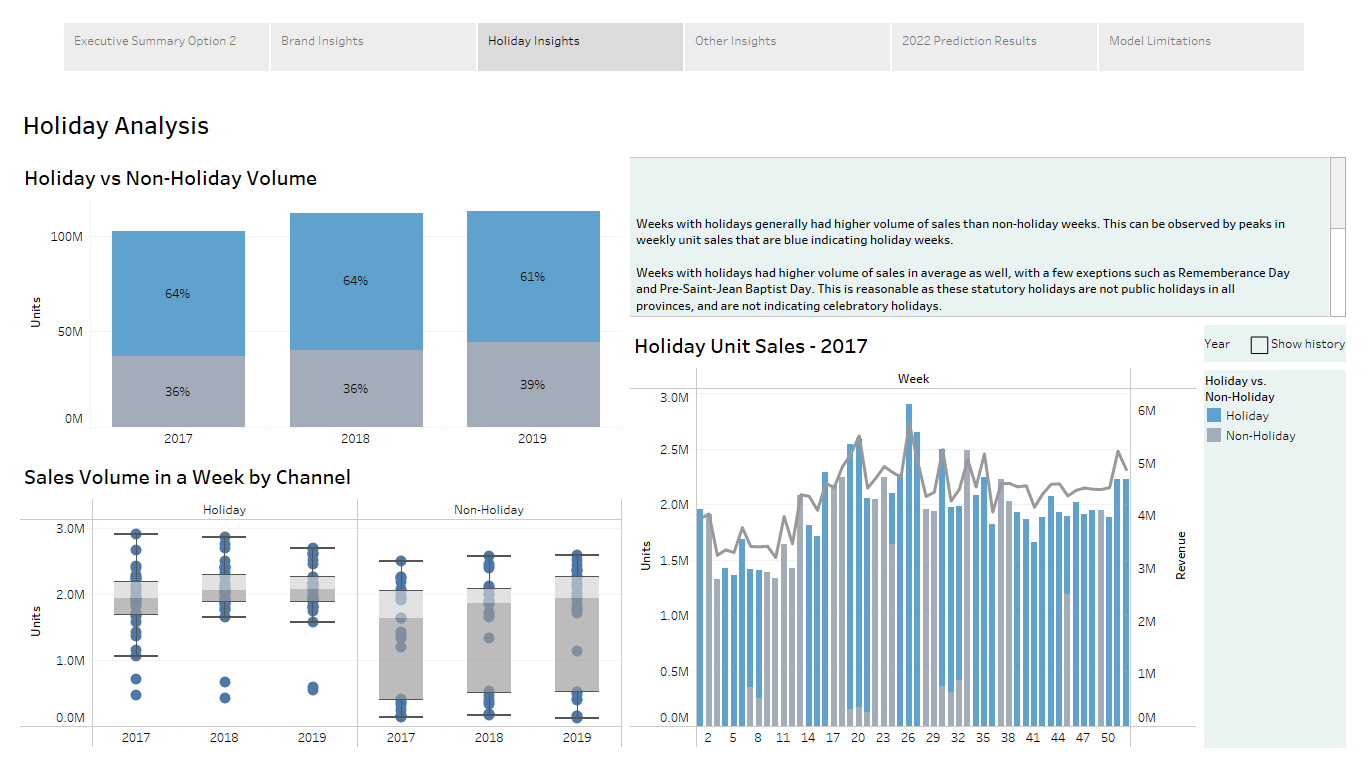 Executive Summary Option 2
Brand Insights
Holiday Insights
Other Insights
2022 Prediction Results
Model Limitations
Holiday Analysis
Holiday vs Non-Holiday Volume
100M
50M
0M
Units
64%
64%
61%
36%
36%
39%
2017
2018
2019
Weeks with holidays generally had higher volume of sales than non-holiday weeks. This can be observed by peaks in
weekly unit sales that are blue indicating holiday weeks.
Weeks with holidays had higher volume of sales in average as well, with a few exeptions such as Rememberance Day
and Pre-Saint-Jean Baptist Day. This is reasonable as these statutory holidays are not public holidays in all
provinces, and are not indicating celebratory holidays.
Sales Volume in a Week by Channel
Holiday
Non-Holiday
3.0M
2.0M
1.0M
0.0M
Units
2017
2018
2019
2017
2018
2019
Holiday Unit Sales - 2017
Week
3.0M
2.5M
2.0M
1.5M
1.0M
0.5M
0.0M
Units
6M
5M
4M
3M
2M
1M
0M
Revenue
2
5
8
11
14
17
20
23
26
29
32
35
38
41
44
47
50
Year
Show history
Holiday vs.
Non-Holiday
Holiday
Non-Holiday